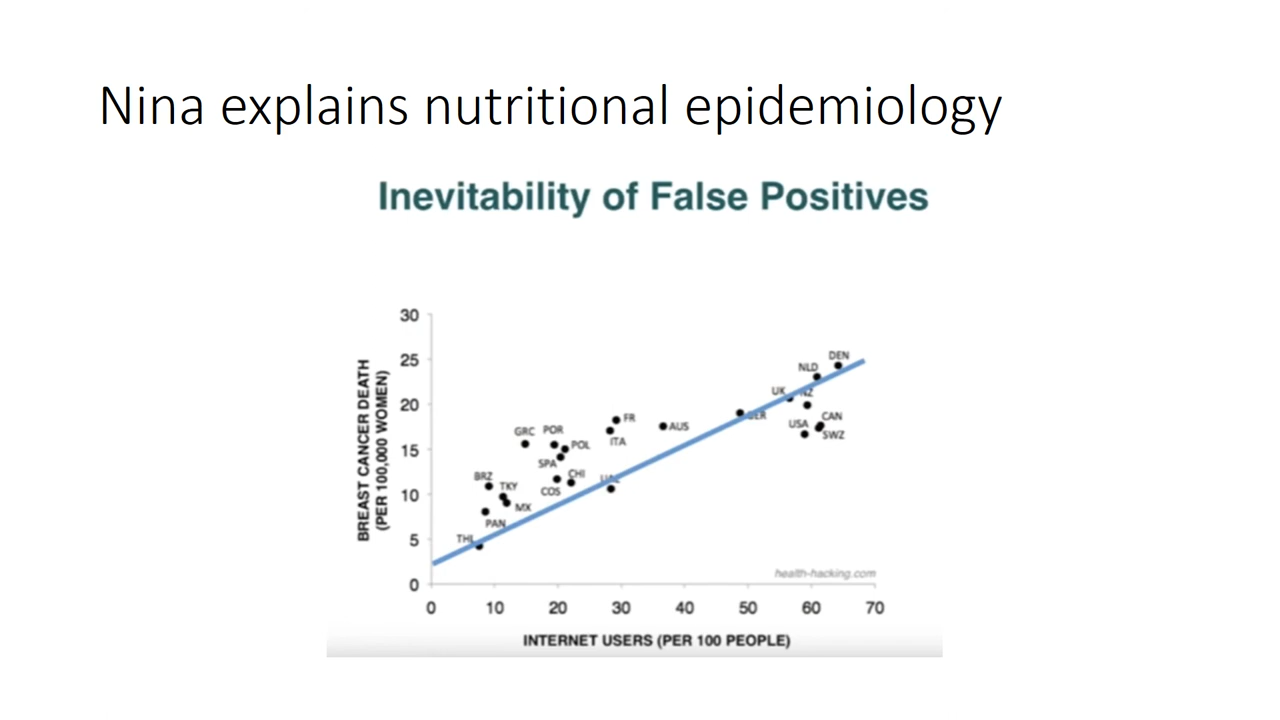 Nina explains nutritional epidemiology
Inevitability of False Positives
BREAST CANCER DEATH
(PER 100,000 WOMEN)
30
25
20
15
10
5
0
DEN
NLD
UK
NZ
CAN
USA
SWZ
FR
AUS
ITA
GRC
POR
POL
SPA
CHI
COS
BRZ
TKY
MX
PAN
THL
health-hacking.com
0 10 20 30 40 50 60 70
INTERNET USERS (PER 100 PEOPLE)